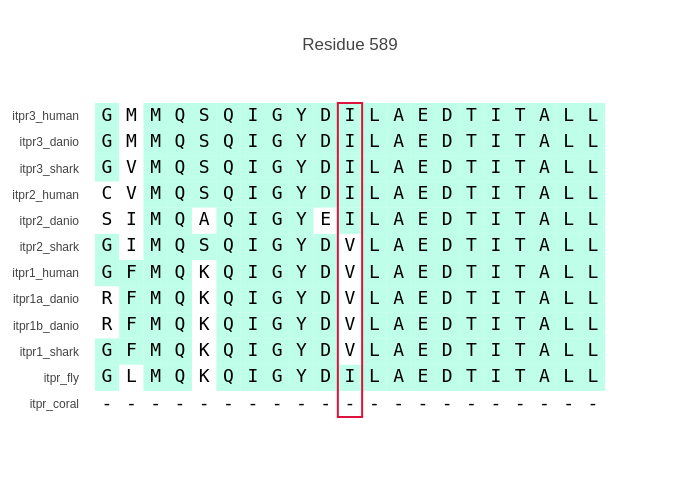 Residue 589
itpr3_human G M M Q S Q I G Y D I L A E D T I T A L L
itpr3_danio G M M Q S Q I G Y D I L A E D T I T A L L
itpr3_shark G V M Q S Q I G Y D I L A E D T I T A L L
itpr2_human C V M Q S Q I G Y D I L A E D T I T A L L
itpr2_danio S I M Q A Q I G Y E I L A E D T I T A L L
itpr2_shark G I M Q S Q I G Y D V L A E D T I T A L L
itpr1_human G F M Q K Q I G Y D V L A E D T I T A L L
itpr1a_danio R F M Q K Q I G Y D V L A E D T I T A L L
itpr1b_danio R F M Q K Q I G Y D V L A E D T I T A L L
itpr1_shark G F M Q K Q I G Y D V L A E D T I T A L L
itpr_fly G L M Q K Q I G Y D I L A E D T I T A L L
itpr_coral - - - - - - - - - - - - - - - - - - - - -